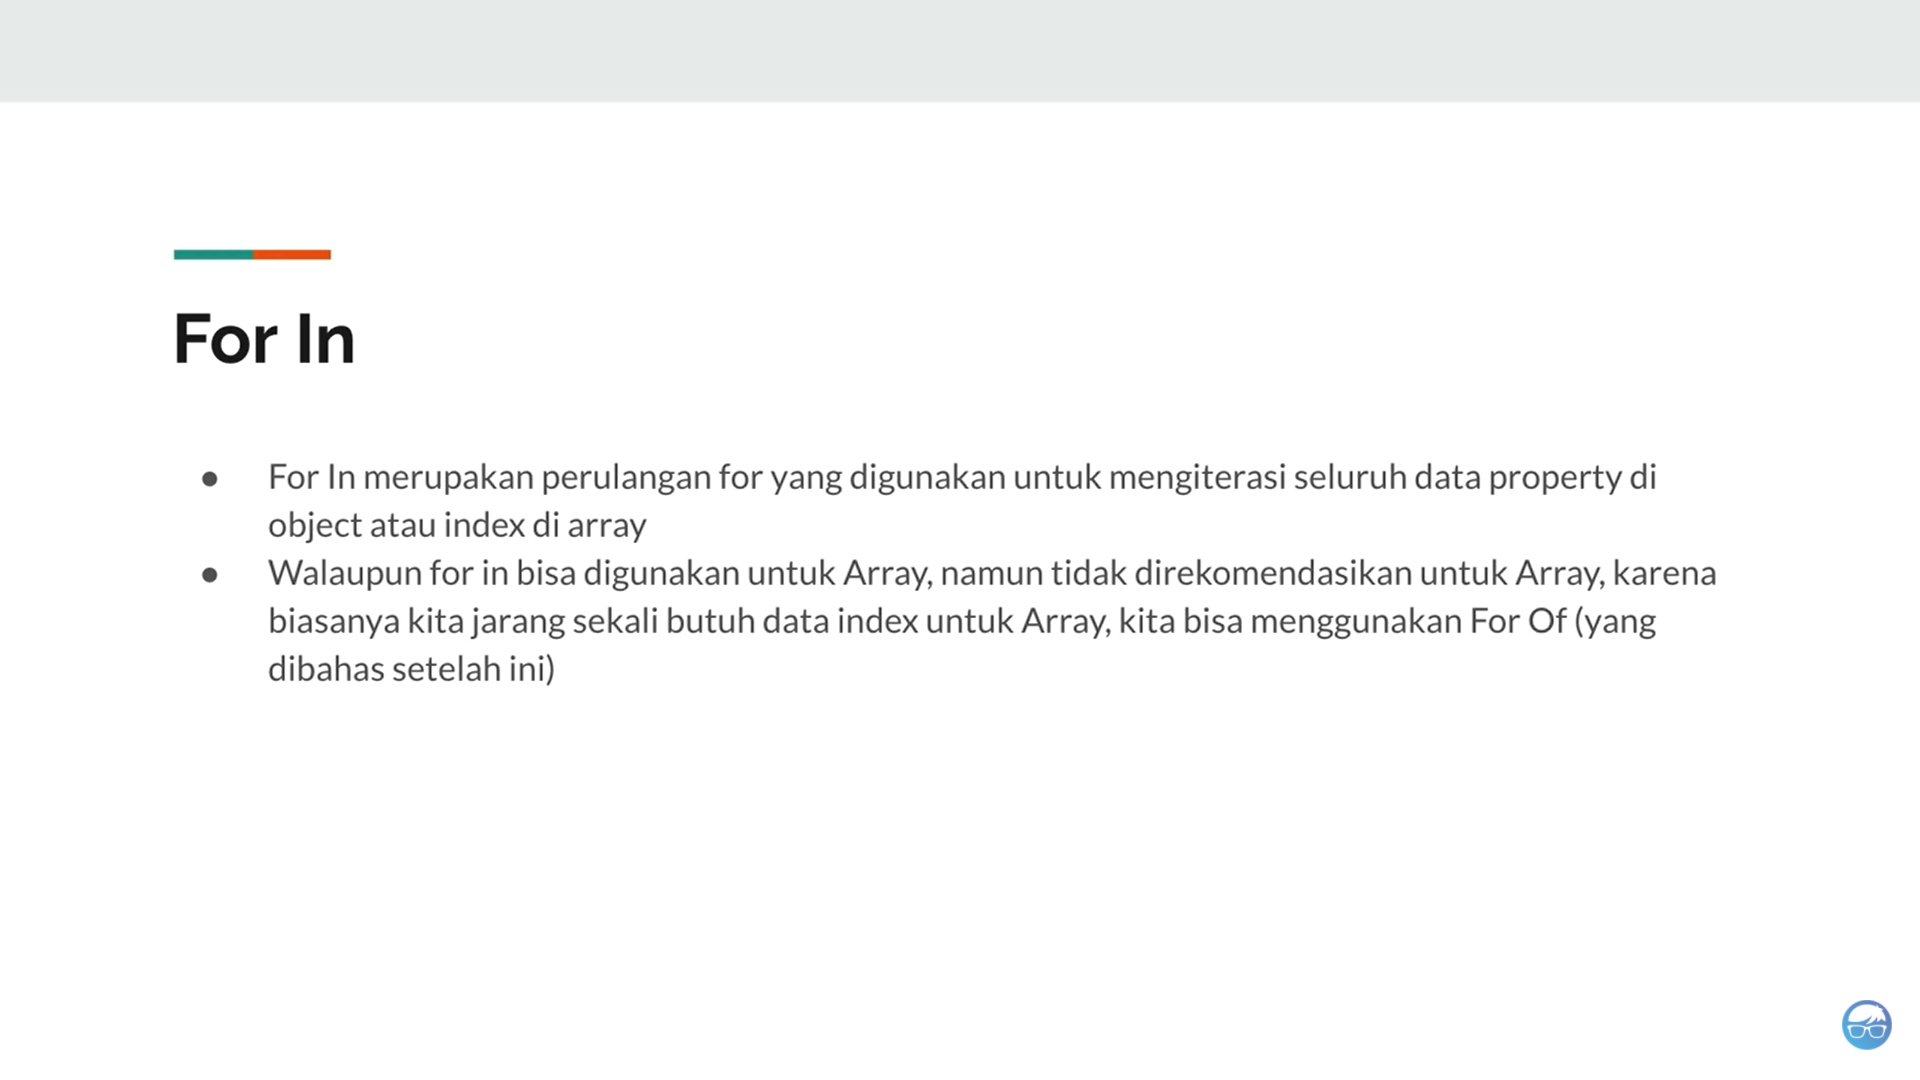 For In
● For In merupakan perulangan for yang digunakan untuk mengiterasi seluruh data property di
object atau index di array
● Walaupun for in bisa digunakan untuk Array, namun tidak direkomendasikan untuk Array, karena
biasanya kita jarang sekali butuh data index untuk Array, kita bisa menggunakan For Of (yang
dibahas setelah ini)